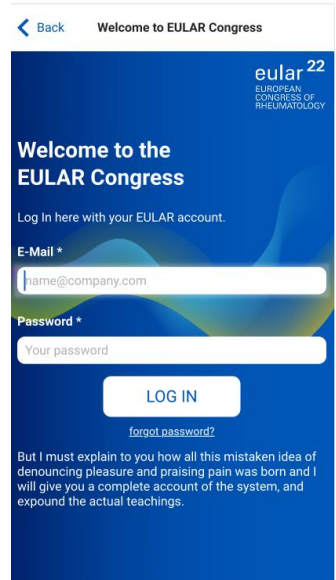 Back Welcome to EULAR Congress
eular 22
EUROPEAN
CONGRESS OF
RHEUMATOLOGY
Welcome to the
EULAR Congress
Log In here with your EULAR account.
E-Mail *
name@company.com
Password *
Your password
LOG IN
forgot password?
But I must explain to you how all this mistaken idea of
denouncing pleasure and praising pain was born and I
will give you a complete account of the system, and
expound the actual teachings.